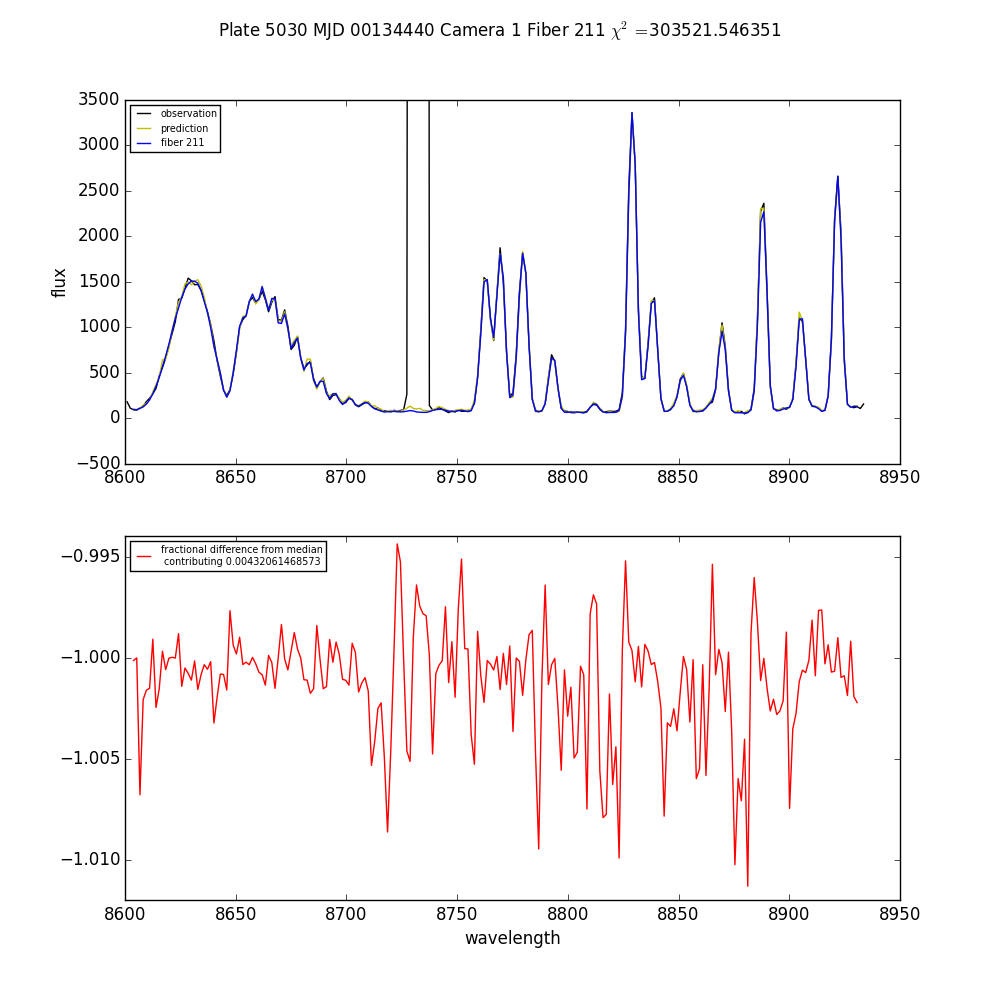 Plate 5030 MJD 00134440 Camera 1 Fiber 211 χ² =303521.546351
3500
3000
2500
2000
1500
1000
500
0
−500
flux
observation
prediction
fiber 211
8600 8650 8700 8750 8800 8850 8900 8950
−0.995
−1.000
−1.005
−1.010
fractional difference from median
contributing 0.00432061468573
8600 8650 8700 8750 8800 8850 8900 8950
wavelength